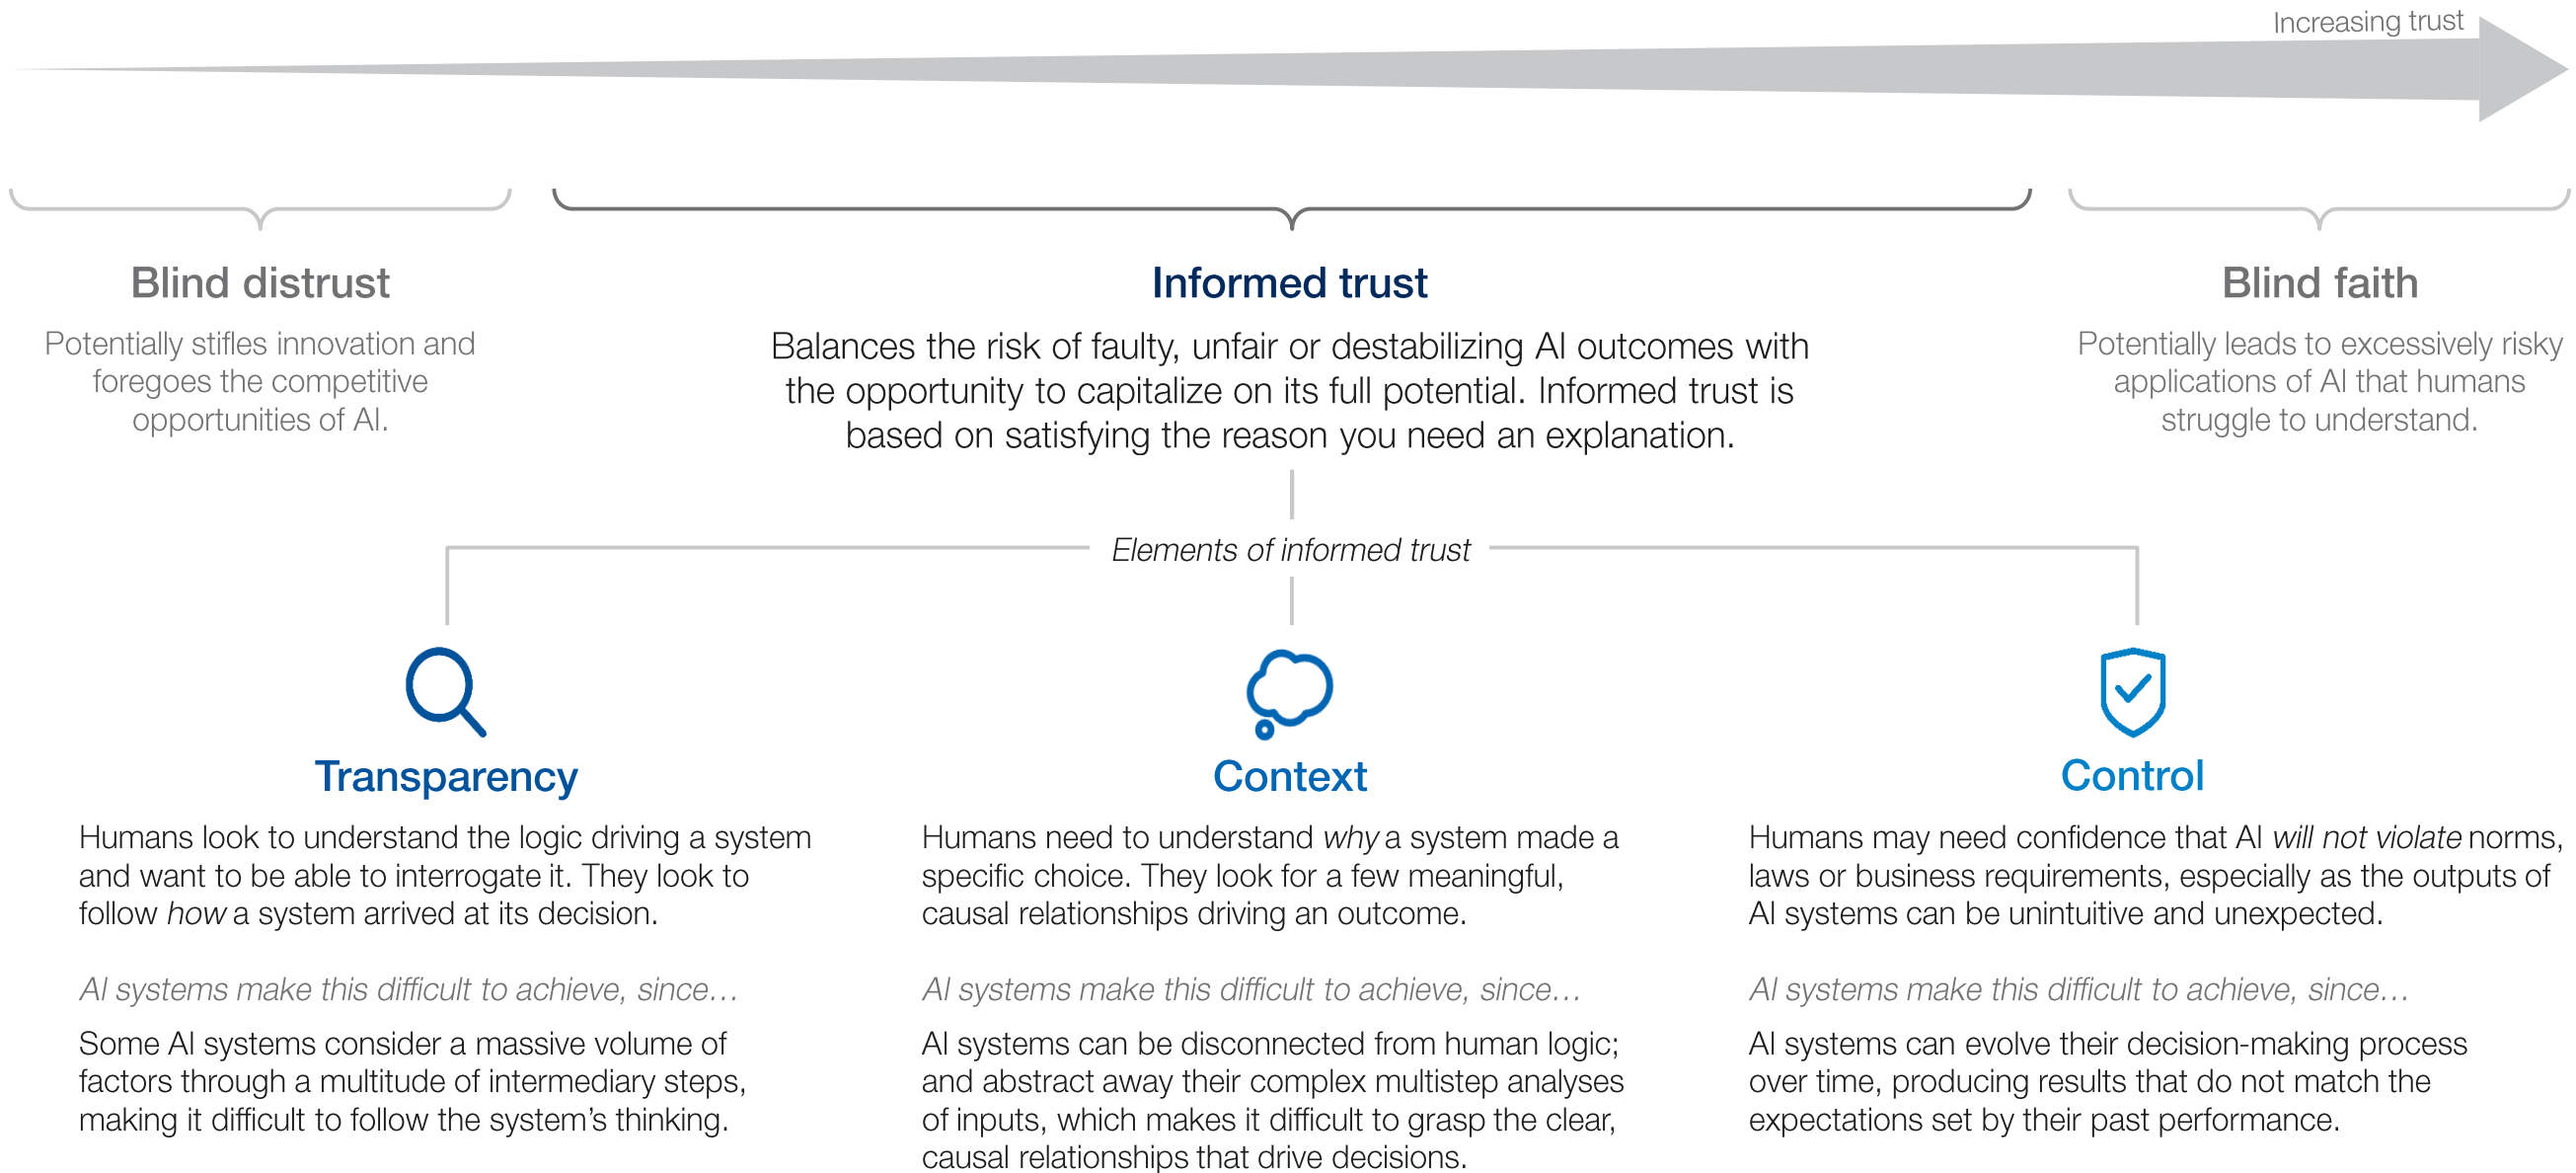 Increasing trust
Blind distrust
Potentially stifles innovation and
foregoes the competitive
opportunities of AI.
Informed trust
Balances the risk of faulty, unfair or destabilizing AI outcomes with
the opportunity to capitalize on its full potential. Informed trust is
based on satisfying the reason you need an explanation.
Blind faith
Potentially leads to excessively risky
applications of AI that humans
struggle to understand.
Elements of informed trust
Transparency
Humans look to understand the logic driving a system
and want to be able to interrogate it. They look to
follow how a system arrived at its decision.
AI systems make this difficult to achieve, since...
Some AI systems consider a massive volume of
factors through a multitude of intermediary steps,
making it difficult to follow the system’s thinking.
Context
Humans need to understand why a system made a
specific choice. They look for a few meaningful,
causal relationships driving an outcome.
AI systems make this difficult to achieve, since...
AI systems can be disconnected from human logic;
and abstract away their complex multistep analyses
of inputs, which makes it difficult to grasp the clear,
causal relationships that drive decisions.
Control
Humans may need confidence that AI will not violate norms,
laws or business requirements, especially as the outputs of
AI systems can be unintuitive and unexpected.
AI systems make this difficult to achieve, since...
AI systems can evolve their decision-making process
over time, producing results that do not match the
expectations set by their past performance.